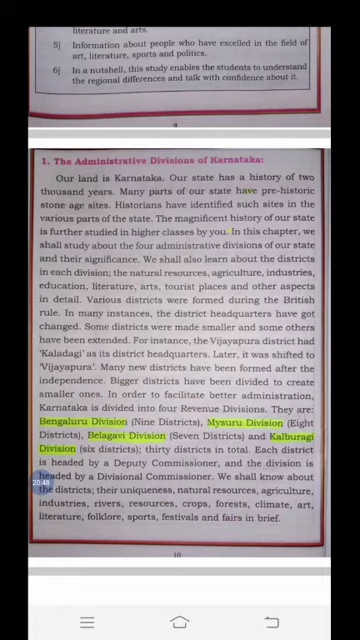 literature and arts.
5] Information about people who have excelled in the field of
art, literature, sports and politics.
6] In a nutshell, this study enables the students to understand
the regional differences and talk with confidence about it.
9
1. The Administrative Divisions of Karnataka:
Our land is Karnataka. Our state has a history of two
thousand years. Many parts of our state have pre-historic
stone age sites. Historians have identified such sites in the
various parts of the state. The magnificent history of our state
is further studied in higher classes by you. In this chapter, we
shall study about the four administrative divisions of our state
and their significance. We shall also learn about the districts
in each division; the natural resources, agriculture, industries,
education, literature, arts, tourist places and other aspects
in detail. Various districts were formed during the British
rule. In many instances, the district headquarters have got
changed. Some districts were made smaller and some others
have been extended. For instance, the Vijayapura district had
'Kaladagi' as its district headquarters. Later, it was shifted to
'Vijayapura'. Many new districts have been formed after the
independence. Bigger districts have been divided to create
smaller ones. In order to facilitate better administration,
Karnataka is divided into four Revenue Divisions. They are:
Bengaluru Division (Nine Districts), Mysuru Division (Eight
Districts), Belagavi Division (Seven Districts) and Kalburagi
Division (six districts); thirty districts in total. Each district
is headed by a Deputy Commissioner, and the division is
headed by a Divisional Commissioner. We shall know about
20:48
the districts; their uniqueness, natural resources, agriculture,
industries, rivers, resources, crops, forests, climate, art,
literature, folklore, sports, festivals and fairs in brief.
10